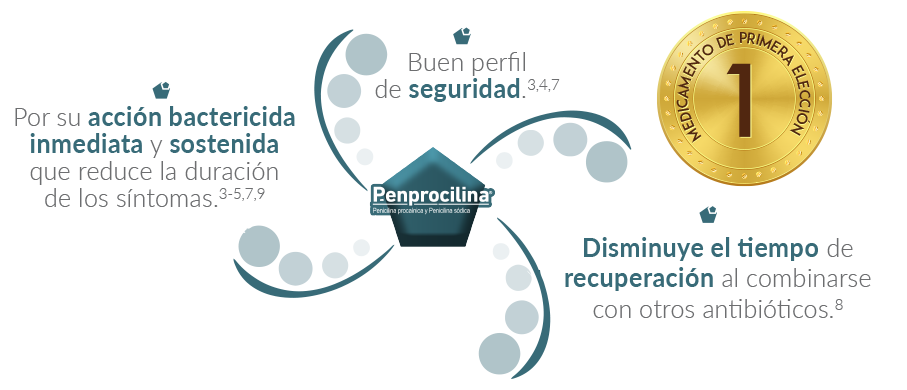 Por su acción bactericida
inmediata y sostenida
que reduce la duración
de los síntomas.3-5,7,9
Buen perfil
de seguridad.3,4,7
MEDICAMENTO DE PRIMERA ELECCIÓN
1
Penprocilina®
Penicilina procaínica y Penicilina sódica
Disminuye el tiempo de
recuperación al combinarse
con otros antibióticos.8